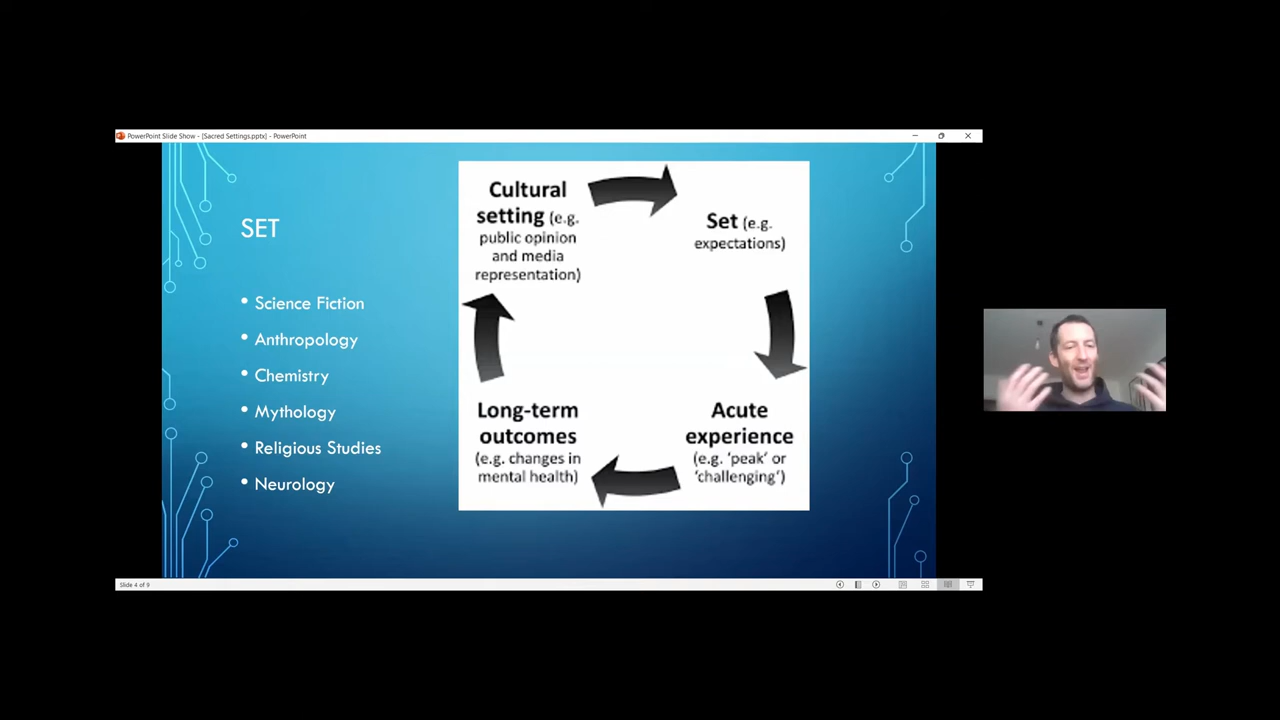 PowerPoint Slide Show - [Sacred Settings.pptx] - PowerPoint
SET
• Science Fiction
• Anthropology
• Chemistry
• Mythology
• Religious Studies
• Neurology
Cultural
setting (e.g.
public opinion
and media
representation)
Set (e.g.
expectations)
Acute
experience
(e.g. 'peak' or
'challenging')
Long-term
outcomes
(e.g. changes in
mental health)
Slide 4 of 9